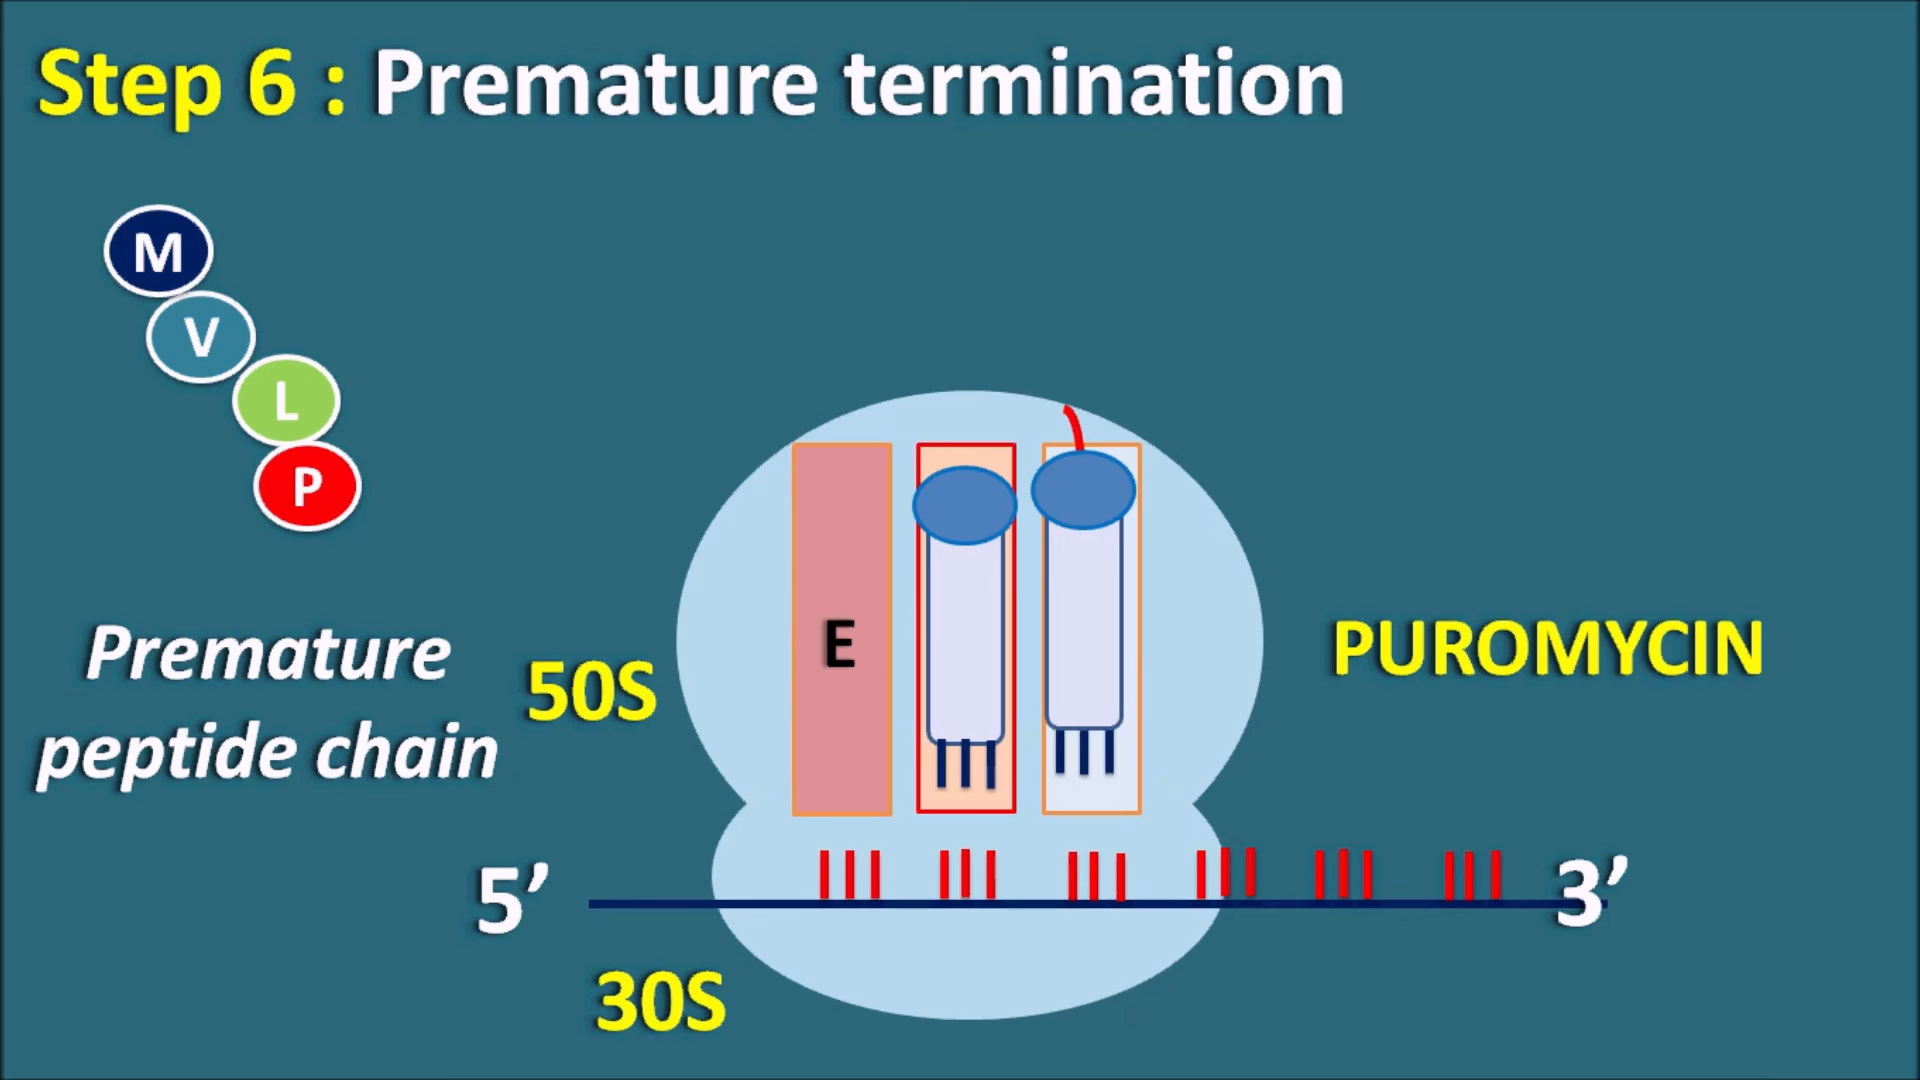 Step 6 : Premature termination
M
V
L
P
Premature
peptide chain
50S
E
PUROMYCIN
5’
3’
30S